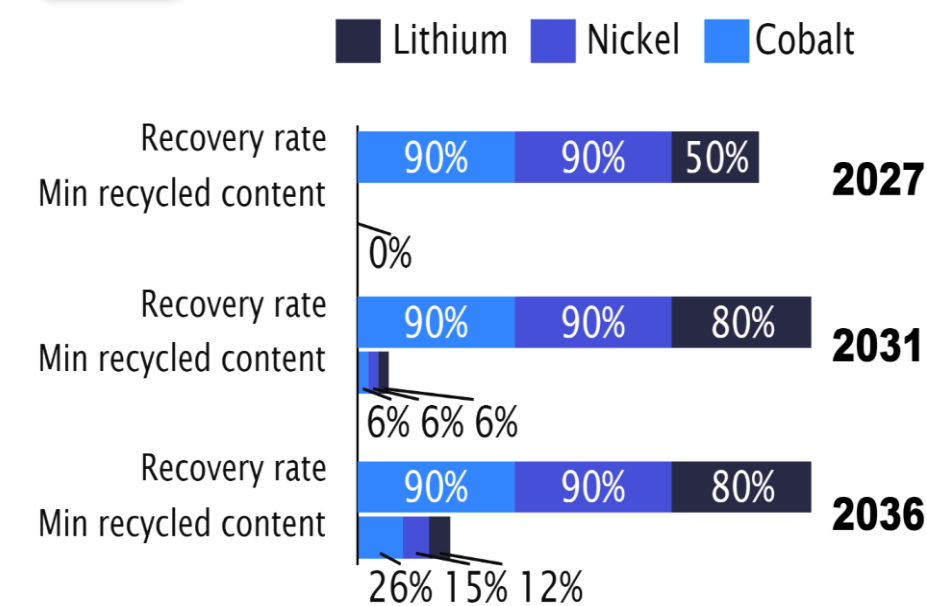 Lithium Nickel Cobalt
Recovery rate 90% 90% 50%
2027
Min recycled content
0%
Recovery rate 90% 90% 80%
2031
Min recycled content
6% 6% 6%
Recovery rate 90% 90% 80%
2036
Min recycled content
26% 15% 12%